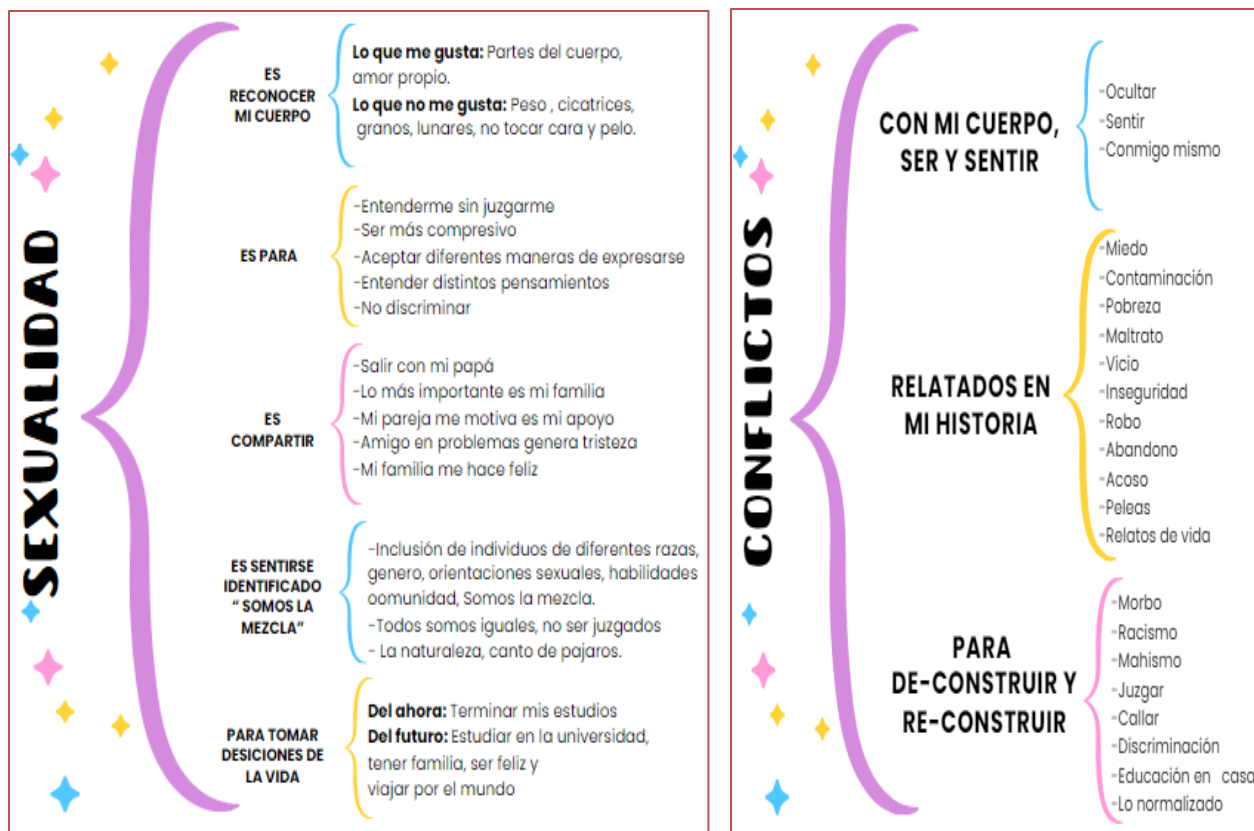 SEXUALIDAD
ES
RECONOCER
MI CUERPO
Lo que me gusta: Partes del cuerpo,
amor propio.
Lo que no me gusta: Peso , cicatrices,
granos, lunares, no tocar cara y pelo.
ES PARA
-Entenderme sin juzgarme
-Ser más compresivo
-Aceptar diferentes maneras de expresarse
-Entender distintos pensamientos
-No discriminar
ES
COMPARTIR
-Salir con mi papá
-Lo más importante es mi familia
-Mi pareja me motiva es mi apoyo
-Amigo en problemas genera tristeza
-Mi familia me hace feliz
ES SENTIRSE
IDENTIFICADO
“ SOMOS LA
MEZCLA“
-Inclusión de individuos de diferentes razas,
genero, orientaciones sexuales, habilidades
oomunidad, Somos la mezcla.
-Todos somos iguales, no ser juzgados
- La naturaleza, canto de pajaros.
PARA TOMAR
DESICIONES DE
LA VIDA
Del ahora: Terminar mis estudios
Del futuro: Estudiar en la universidad,
tener familia, ser feliz y
viajar por el mundo
CONFLICTOS
CON MI CUERPO,
SER Y SENTIR
-Ocultar
-Sentir
-Conmigo mismo
RELATADOS EN
MI HISTORIA
-Miedo
-Contaminación
-Pobreza
-Maltrato
-Vicio
-Inseguridad
-Robo
-Abandono
-Acoso
-Peleas
-Relatos de vida
PARA
DE-CONSTRUIR Y
RE-CONSTRUIR
-Morbo
-Racismo
-Mahismo
-Juzgar
-Callar
-Discriminación
-Educación en casa
-Lo normalizado